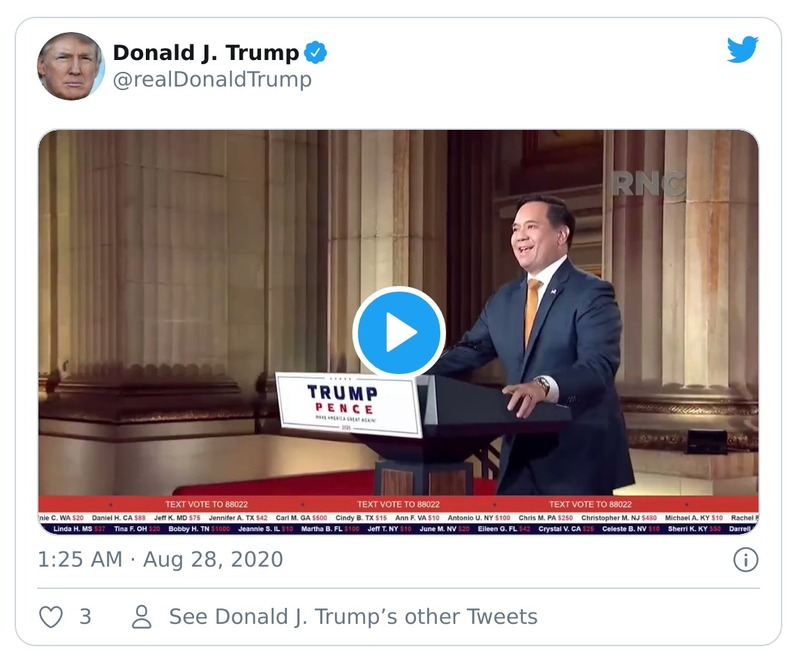 Donald J. Trump
@realDonaldTrump
RNC
TRUMP
PENCE
MAKE AMERICA GREAT AGAIN!
2020
TEXT VOTE TO 88022 TEXT VOTE TO 88022 TEXT VOTE TO 88022
nie C. WA $20 Daniel H. CA $88 Jeff K. MD $75 Jennifer A. TX $42 Carl M. GA $500 Cindy B. TX $15 Ann F. VA $10 Antonio U. NY $100 Chris M. PA $250 Christopher M. NJ $480 Michael A. KY $10 Rachel
Linda H. MS $37 Tina F. OH $20 Bobby H. TN $1000 Jeannie S. IL $10 Martha B. FL $100 Jeff T. NY $10 June M. NV $20 Eileen G. FL $42 Crystal V. CA $25 Celeste B. NV $10 Sherri K. KY $50 Darrell
1:25 AM · Aug 28, 2020
3 See Donald J. Trump’s other Tweets